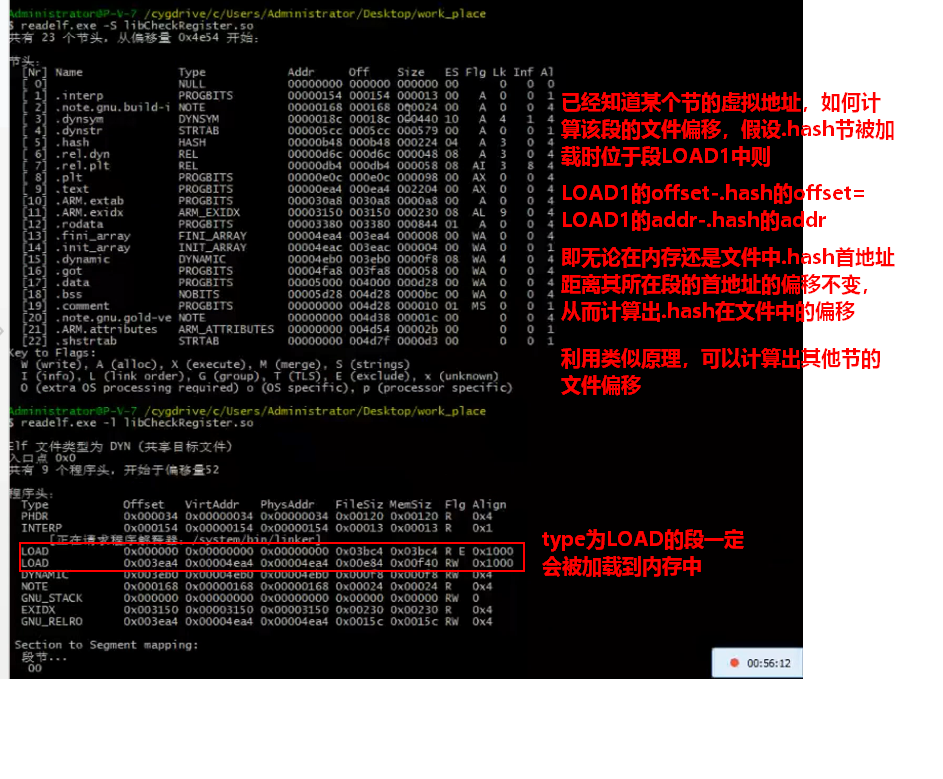 Administrator@P-V-7 /cygdrive/c/Users/Administrator/Desktop/work_place
$ readelf.exe -S libCheckRegister.so
共有 23 个节头，从偏移量 0x4e54 开始：
节头：
[Nr] Name Type Addr Off Size ES Flg Lk Inf Al
[ 0] NULL 00000000 000000 000000 00 0 0 0
[ 1] .interp PROGBITS 00000154 000154 000013 00 A 0 0 1
[ 2] .note.gnu.build-i NOTE 00000168 000168 000024 00 A 0 0 4
[ 3] .dynsym DYNSYM 0000018c 00018c 000440 10 A 4 1 4
[ 4] .dynstr STRTAB 000005cc 0005cc 000579 00 A 0 0 1
[ 5] .hash HASH 00000b48 000b48 000224 04 A 3 0 4
[ 6] .rel.dyn REL 00000d6c 000d6c 000048 08 A 3 0 4
[ 7] .rel.plt REL 00000db4 000db4 000058 08 AI 3 8 4
[ 8] .plt PROGBITS 00000e0c 000e0c 000098 00 AX 0 0 4
[ 9] .text PROGBITS 00000ea4 000ea4 002204 00 AX 0 0 4
[10] .ARM.extab PROGBITS 000030a8 0030a8 0000a8 00 A 0 0 4
[11] .ARM.exidx ARM_EXIDX 00003150 003150 000230 08 AL 9 0 4
[12] .rodata PROGBITS 00003380 003380 000844 01 A 0 0 4
[13] .fini_array FINI_ARRAY 00004ea4 003ea4 000008 00 WA 0 0 4
[14] .init_array INIT_ARRAY 00004eac 003eac 000004 00 WA 0 0 4
[15] .dynamic DYNAMIC 00004eb0 003eb0 0000f8 08 WA 4 0 4
[16] .got PROGBITS 00004fa8 003fa8 000058 00 WA 0 0 4
[17] .data PROGBITS 00005000 004000 000d28 00 WA 0 0 4
[18] .bss NOBITS 00005d28 004d28 0000bc 00 WA 0 0 4
[19] .comment PROGBITS 00000000 004d28 000010 01 MS 0 0 1
[20] .note.gnu.gold-ve NOTE 00000000 004d38 00001c 00 0 0 4
[21] .ARM.attributes ARM_ATTRIBUTES 00000000 004d54 00002b 00 0 0 1
[22] .shstrtab STRTAB 00000000 004d7f 0000d3 00 0 0 1
Key to Flags:
W (write), A (alloc), X (execute), M (merge), S (strings)
I (info), L (link order), G (group), T (TLS), E (exclude), x (unknown)
O (extra OS processing required) o (OS specific), p (processor specific)
Administrator@P-V-7 /cygdrive/c/Users/Administrator/Desktop/work_place
$ readelf.exe -l libCheckRegister.so
Elf 文件类型为 DYN (共享目标文件)
入口点 0x0
共有 9 个程序头，开始于偏移量52
程序头：
Type Offset VirtAddr PhysAddr FileSiz MemSiz Flg Align
PHDR 0x000034 0x00000034 0x00000034 0x00120 0x00120 R 0x4
INTERP 0x000154 0x00000154 0x00000154 0x00013 0x00013 R 0x1
[正在请求程序解释器：/system/bin/linker]
LOAD 0x000000 0x00000000 0x00000000 0x03bc4 0x03bc4 R E 0x1000
LOAD 0x003ea4 0x00004ea4 0x00004ea4 0x00e84 0x00f40 RW 0x1000
DYNAMIC 0x003eb0 0x00004eb0 0x00004eb0 0x000f8 0x000f8 RW 0x4
NOTE 0x000168 0x00000168 0x00000168 0x00024 0x00024 R 0x4
GNU_STACK 0x000000 0x00000000 0x00000000 0x00000 0x00000 RW 0
EXIDX 0x003150 0x00003150 0x00003150 0x00230 0x00230 R 0x4
GNU_RELRO 0x003ea4 0x00004ea4 0x00004ea4 0x0015c 0x0015c RW 0x4
Section to Segment mapping:
段节...
00
已经知道某个节的虚拟地址，如何计
算该段的文件偏移，假设.hash节被加
载时位于段LOAD1中则
LOAD1的offset-.hash的offset=
LOAD1的addr-.hash的addr
即无论在内存还是文件中.hash首地址
距离其所在段的首地址的偏移不变，
从而计算出.hash在文件中的偏移
利用类似原理，可以计算出其他节的
文件偏移
type为LOAD的段一定
会被加载到内存中
00:56:12